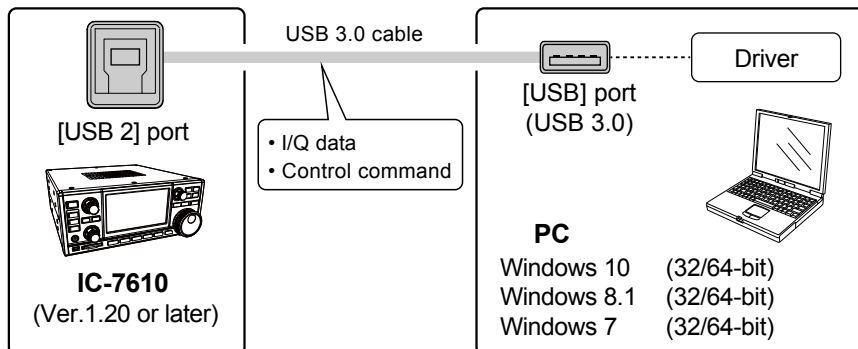 USB 3.0 cable
Driver
[USB 2] port
[USB] port
(USB 3.0)
• I/Q data
• Control command
IC-7610
(Ver.1.20 or later)
PC
Windows 10 (32/64-bit)
Windows 8.1 (32/64-bit)
Windows 7 (32/64-bit)